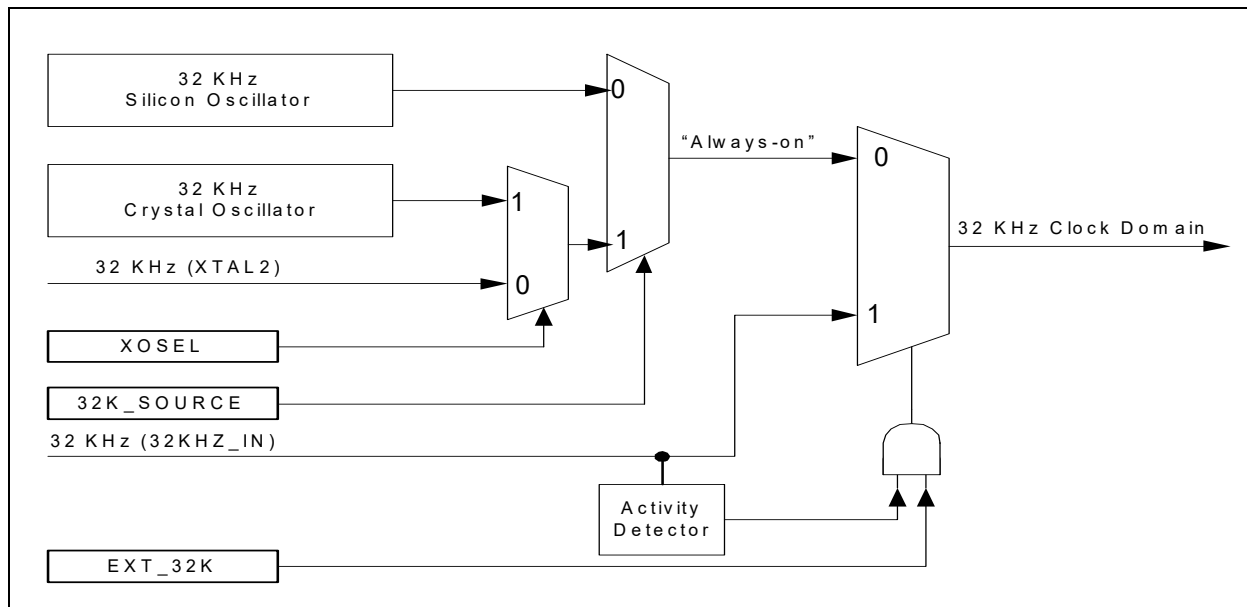 32 KHz
Silicon Oscillator
0
"Always-on"
0
32 KHz
Crystal Oscillator
1
1
32 KHz Clock Domain
32 KHz (XTAL2)
0
1
XOSEL
32K_SOURCE
32 KHz (32KHZ_IN)
Activity
Detector
EXT_32K